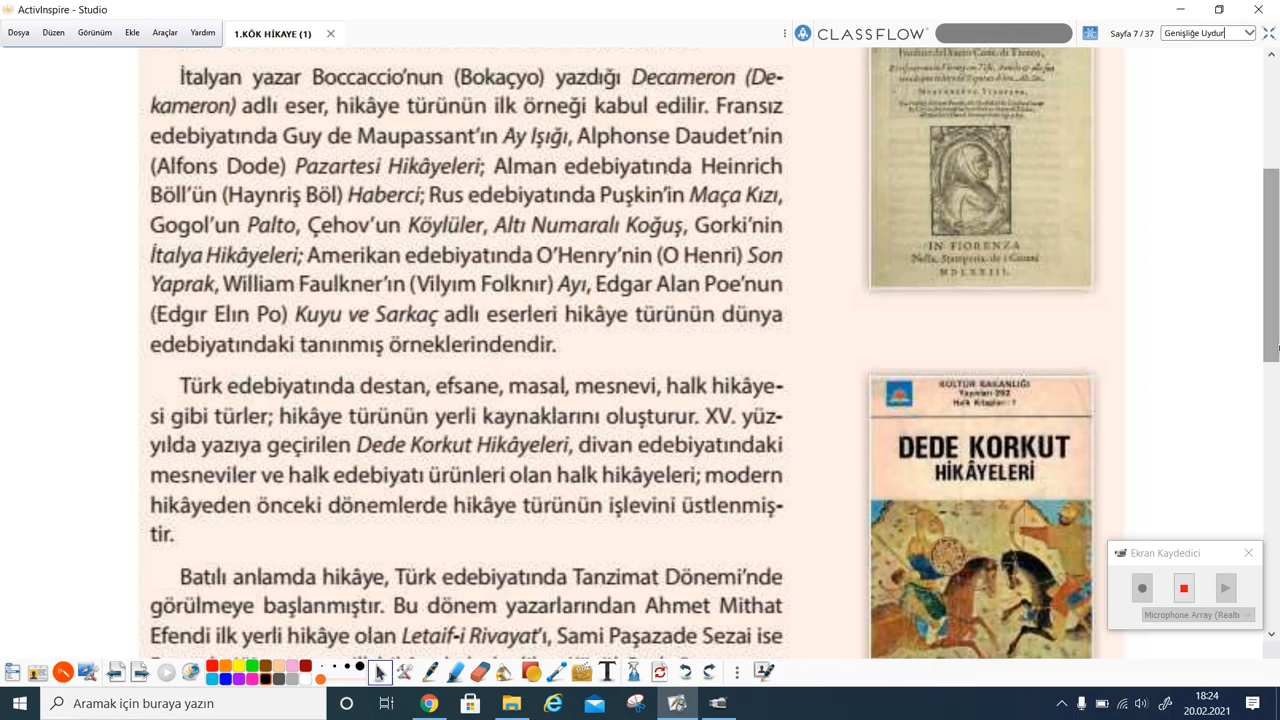 ActivInspire - Studio
Dosya Düzen Görünüm Ekle Araçlar Yardım
1.KÖK HİKAYE (1)
CLASSFLOW
Sayfa 7 / 37
Genişliğe Uydur
İtalyan yazar Boccaccio'nun (Bokaçyo) yazdığı Decameron (De-
kameron) adlı eser, hikâye türünün ilk örneği kabul edilir. Fransız
edebiyatında Guy de Maupassant'ın Ay Işığı, Alphonse Daudet'nin
(Alfons Dode) Pazartesi Hikâyeleri; Alman edebiyatında Heinrich
Böll'ün (Haynriş Böl) Haberci; Rus edebiyatında Puşkin'in Maça Kızı,
Gogol'un Palto, Çehov'un Köylüler, Altı Numaralı Koğuş, Gorki'nin
İtalya Hikâyeleri; Amerikan edebiyatında O'Henry'nin (O Henri) Son
Yaprak, William Faulkner'ın (Vilyım Folknır) Ayı, Edgar Alan Poe'nun
(Edgır Elın Po) Kuyu ve Sarkaç adlı eserleri hikâye türünün dünya
edebiyatındaki tanınmış örneklerindendir.
Türk edebiyatında destan, efsane, masal, mesnevi, halk hikâye-
si gibi türler; hikâye türünün yerli kaynaklarını oluşturur. XV. yüz-
yılda yazıya geçirilen Dede Korkut Hikâyeleri, divan edebiyatındaki
mesneviler ve halk edebiyatı ürünleri olan halk hikâyeleri; modern
hikâyeden önceki dönemlerde hikâye türünün işlevini üstlenmiş-
tir.
Batılı anlamda hikâye, Türk edebiyatında Tanzimat Dönemi'nde
görülmeye başlanmıştır. Bu dönem yazarlarından Ahmet Mithat
Efendi ilk yerli hikâye olan Letaif-i Rivayat'ı, Sami Paşazade Sezai ise
IN FIORENZA
MDLXXIII.
KÜLTÜR BAKANLIĞI
Yayınları 292
Halk Kitapları: 1
DEDE KORKUT
HİKÂYELERİ
Ekran Kaydedici
Microphone Array (Realte
Aramak için buraya yazın
18:24
20.02.2021